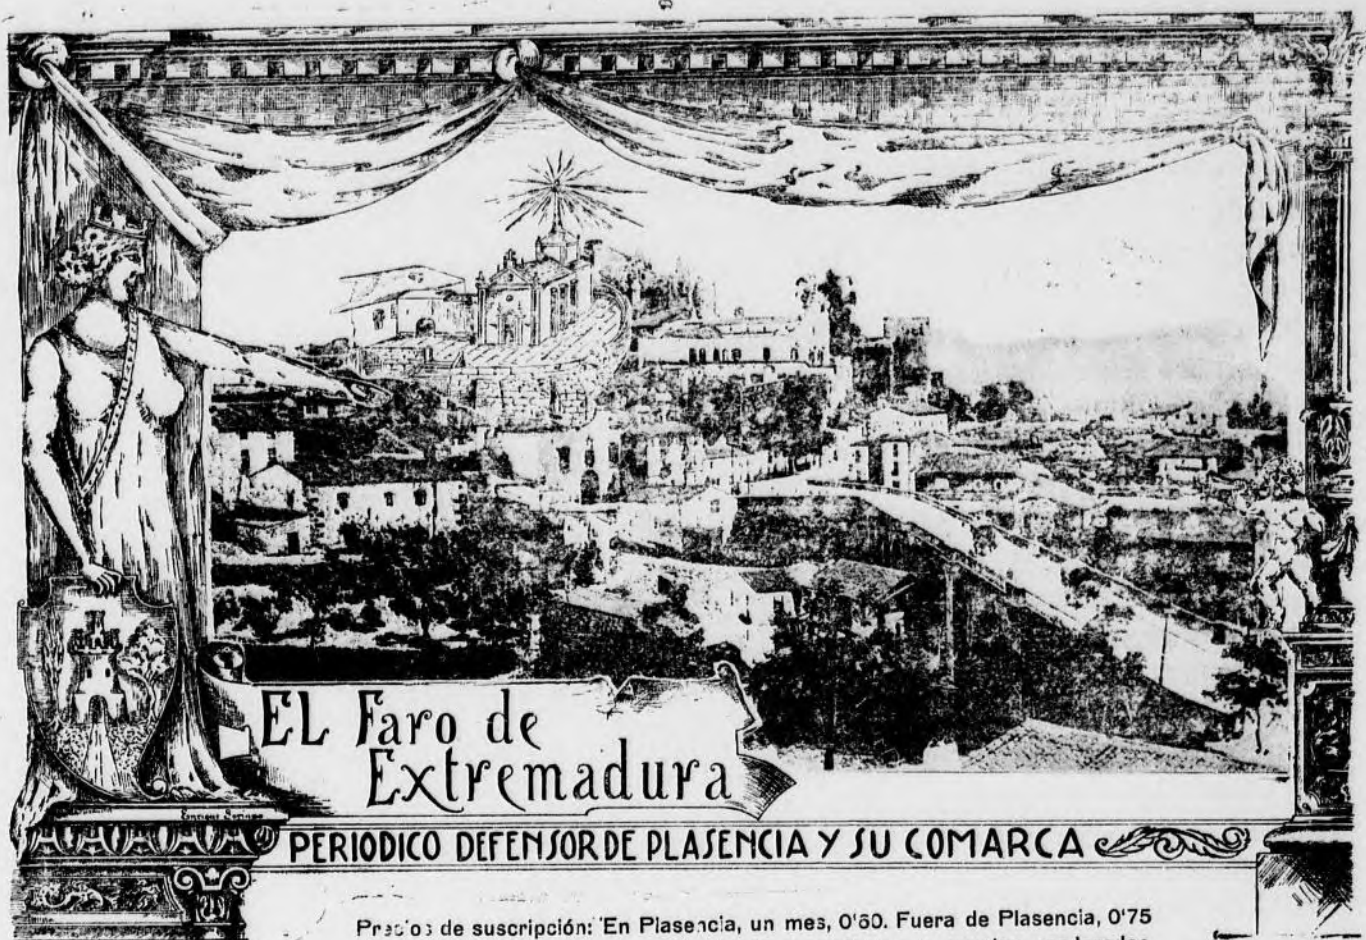 EL Faro de
Extremadura
PERIODICO DEFENSOR DE PLASENCIA Y SU COMARCA
Precios de suscripción: En Plasencia, un mes, 0'60. Fuera de Plasencia, 0'75